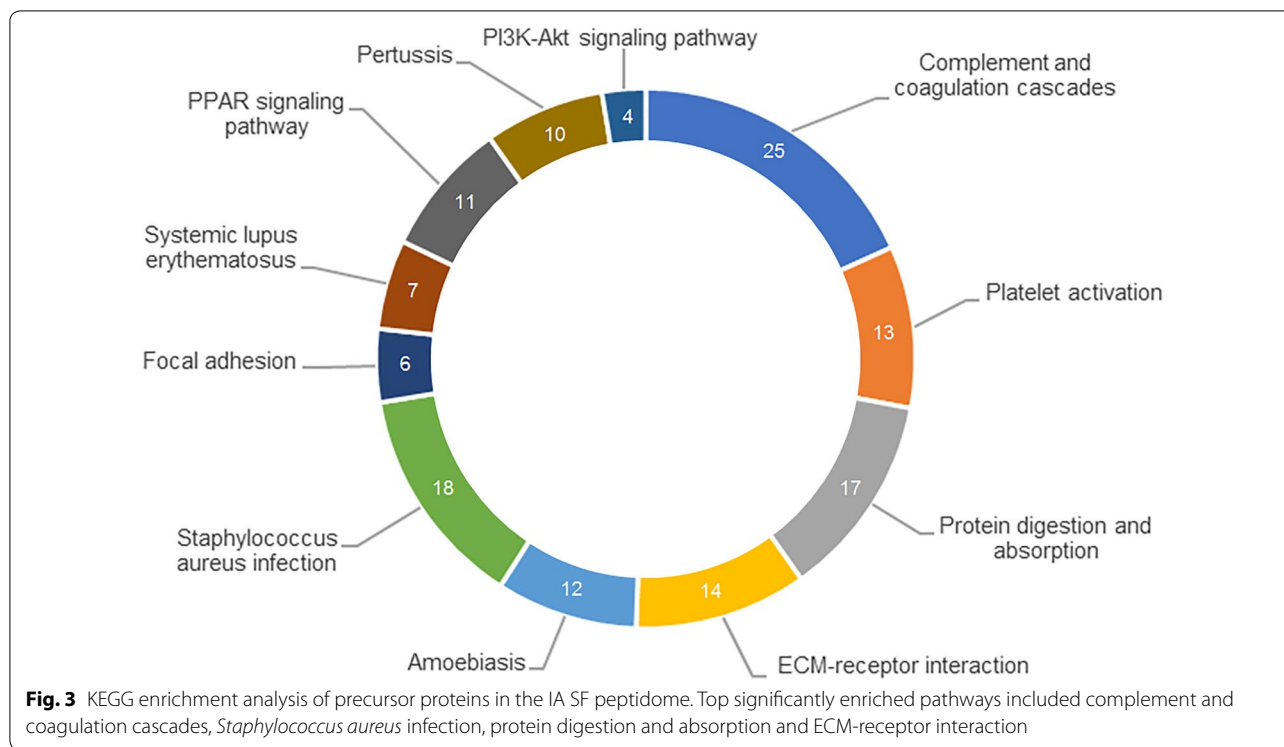 PI3K-Akt signaling pathway
Pertussis
PPAR signaling
pathway
Systemic lupus
erythematosus
Focal adhesion
Staphylococcus
aureus infection
Amoebiasis
Complement and
coagulation cascades
Platelet activation
Protein digestion and
absorption
ECM-receptor interaction
4
10
11
7
6
18
12
25
13
17
14
Fig. 3 KEGG enrichment analysis of precursor proteins in the IA SF peptidome. Top significantly enriched pathways included complement and
coagulation cascades, Staphylococcus aureus infection, protein digestion and absorption and ECM-receptor interaction